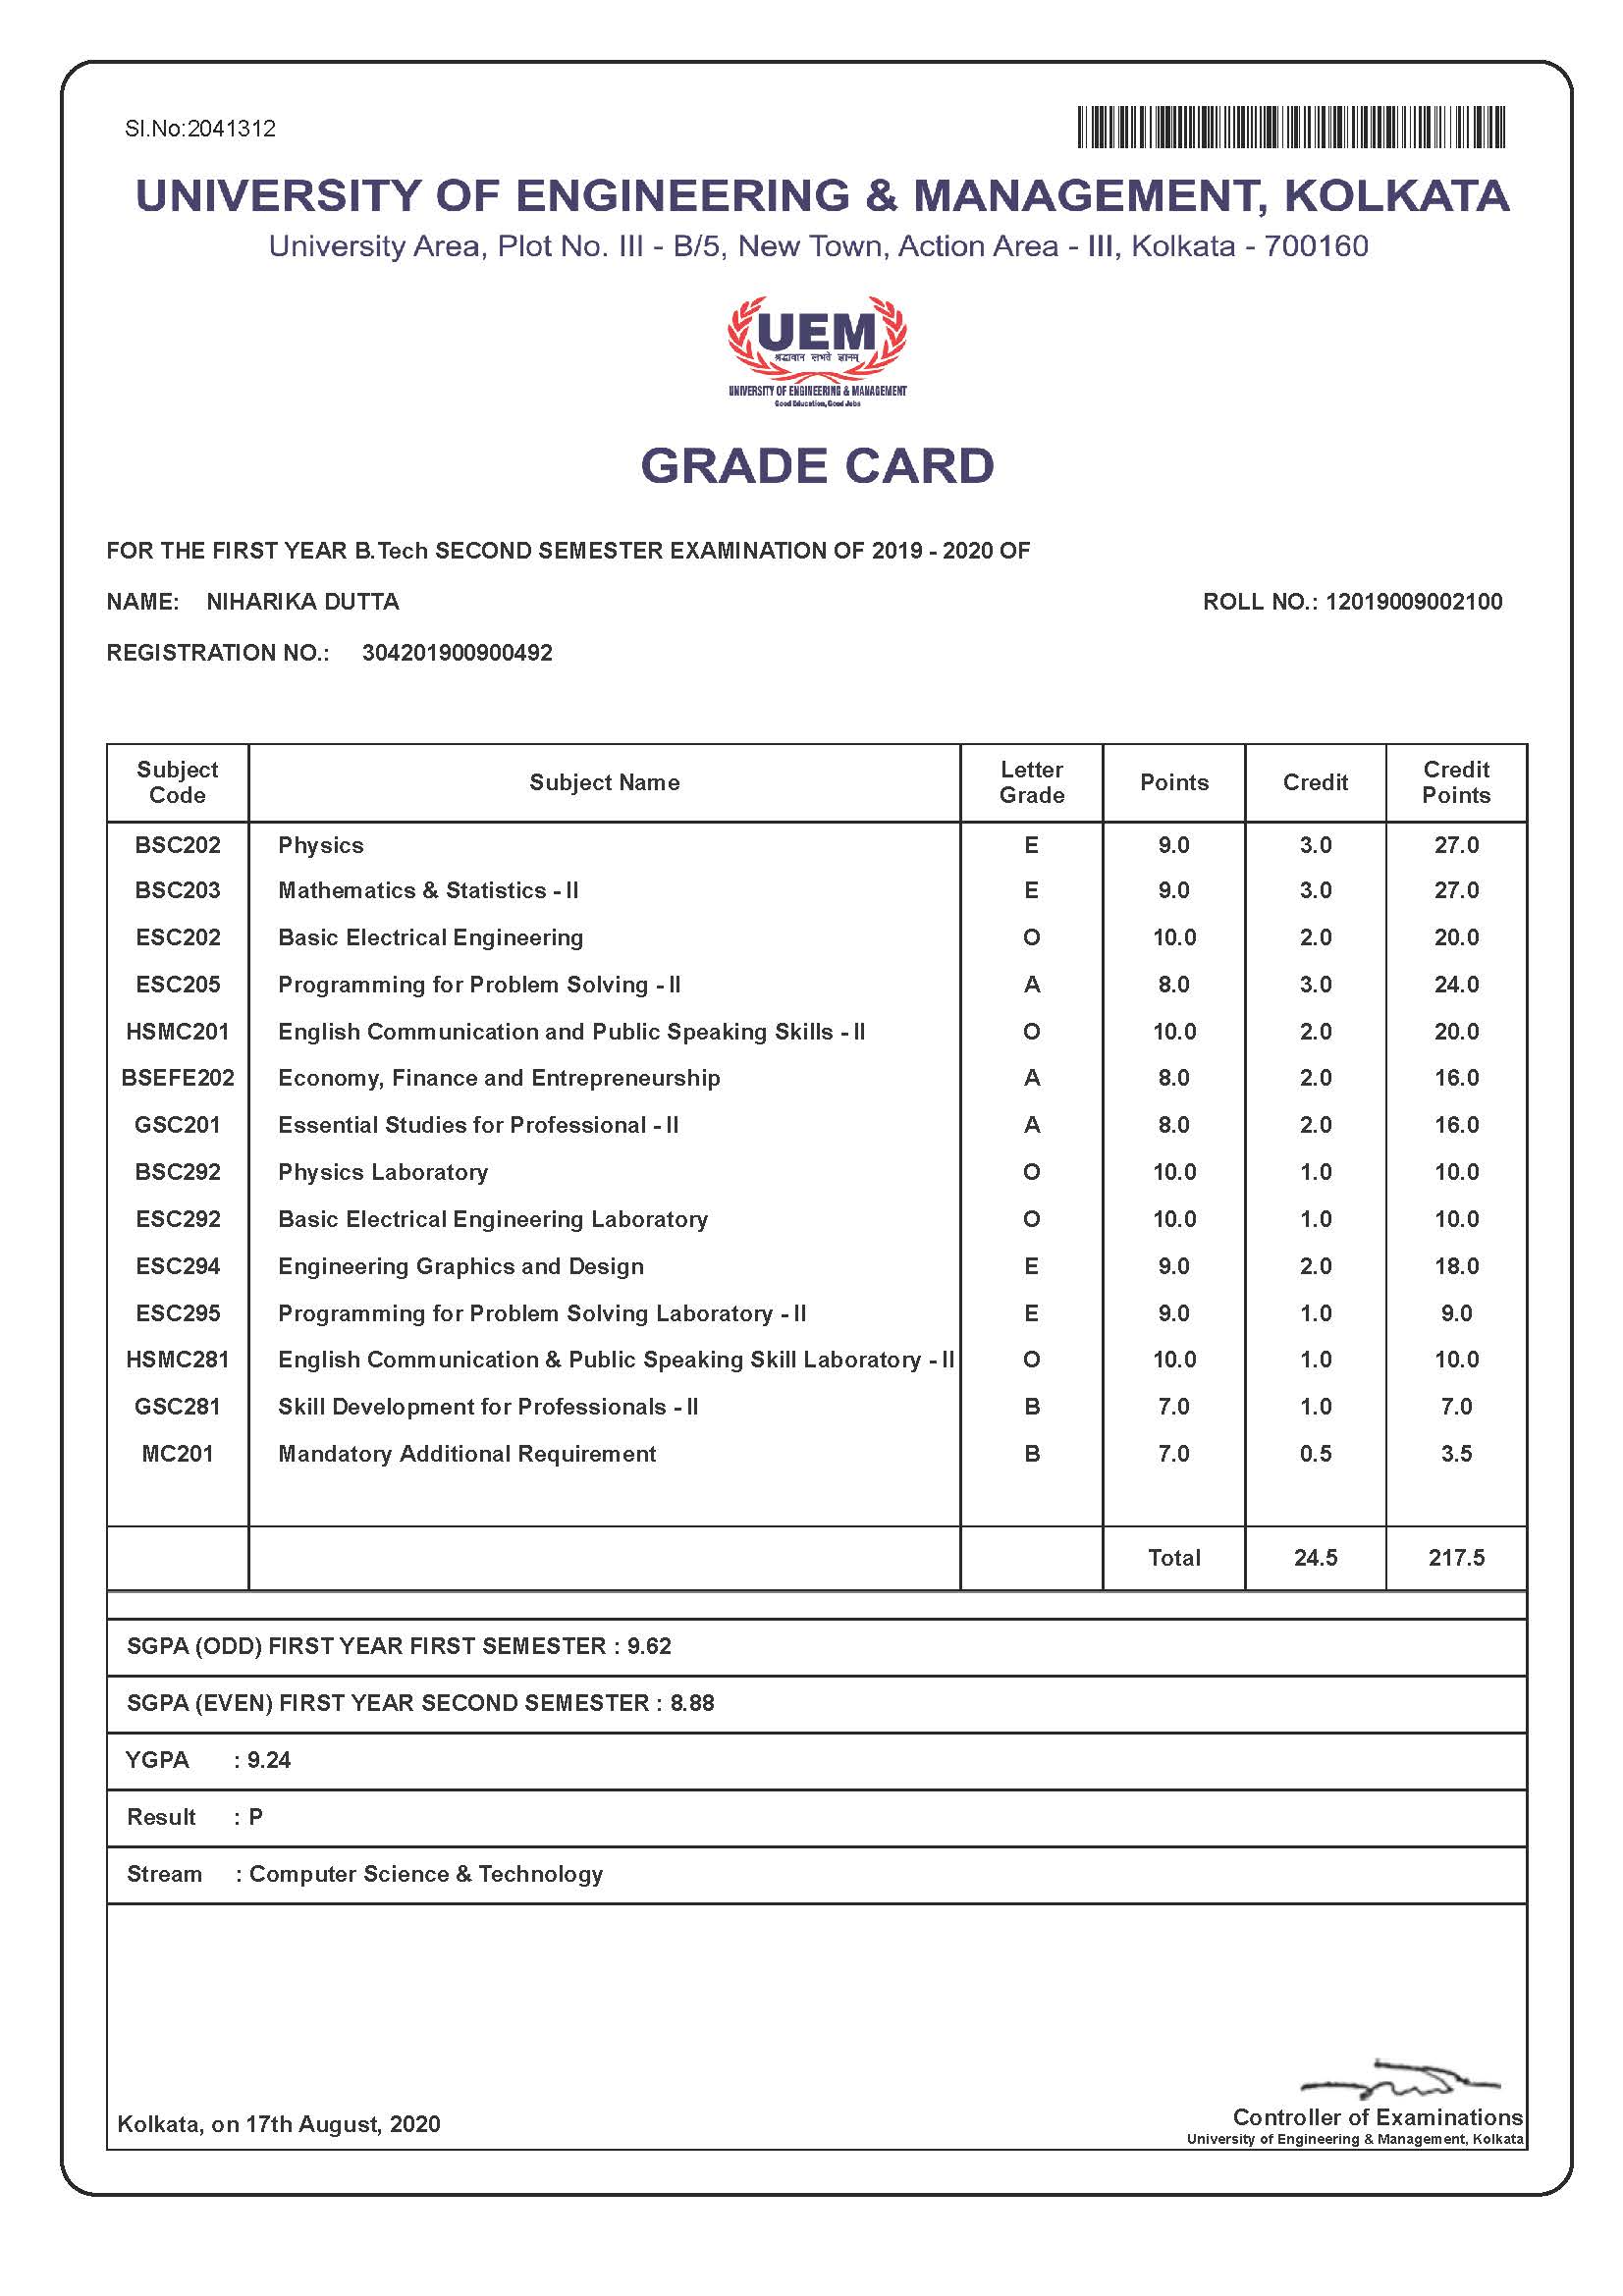 Sl.No:2041312
UNIVERSITY OF ENGINEERING & MANAGEMENT, KOLKATA
University Area, Plot No. III - B/5, New Town, Action Area - III, Kolkata - 700160
UEM
श्रद्धावान लभते ज्ञानम्
UNIVERSITY OF ENGINEERING & MANAGEMENT
Good Education, Good Jobs
GRADE CARD
FOR THE FIRST YEAR B.Tech SECOND SEMESTER EXAMINATION OF 2019 - 2020 OF
NAME: NIHARIKA DUTTA ROLL NO.: 12019009002100
REGISTRATION NO.: 304201900900492
Subject Code Subject Name Letter Grade Points Credit Credit Points
BSC202 Physics E 9.0 3.0 27.0
BSC203 Mathematics & Statistics - II E 9.0 3.0 27.0
ESC202 Basic Electrical Engineering O 10.0 2.0 20.0
ESC205 Programming for Problem Solving - II A 8.0 3.0 24.0
HSMC201 English Communication and Public Speaking Skills - II O 10.0 2.0 20.0
BSEFE202 Economy, Finance and Entrepreneurship A 8.0 2.0 16.0
GSC201 Essential Studies for Professional - II A 8.0 2.0 16.0
BSC292 Physics Laboratory O 10.0 1.0 10.0
ESC292 Basic Electrical Engineering Laboratory O 10.0 1.0 10.0
ESC294 Engineering Graphics and Design E 9.0 2.0 18.0
ESC295 Programming for Problem Solving Laboratory - II E 9.0 1.0 9.0
HSMC281 English Communication & Public Speaking Skill Laboratory - II O 10.0 1.0 10.0
GSC281 Skill Development for Professionals - II B 7.0 1.0 7.0
MC201 Mandatory Additional Requirement B 7.0 0.5 3.5
Total 24.5 217.5
SGPA (ODD) FIRST YEAR FIRST SEMESTER : 9.62
SGPA (EVEN) FIRST YEAR SECOND SEMESTER : 8.88
YGPA : 9.24
Result : P
Stream : Computer Science & Technology
Kolkata, on 17th August, 2020
Controller of Examinations
University of Engineering & Management, Kolkata